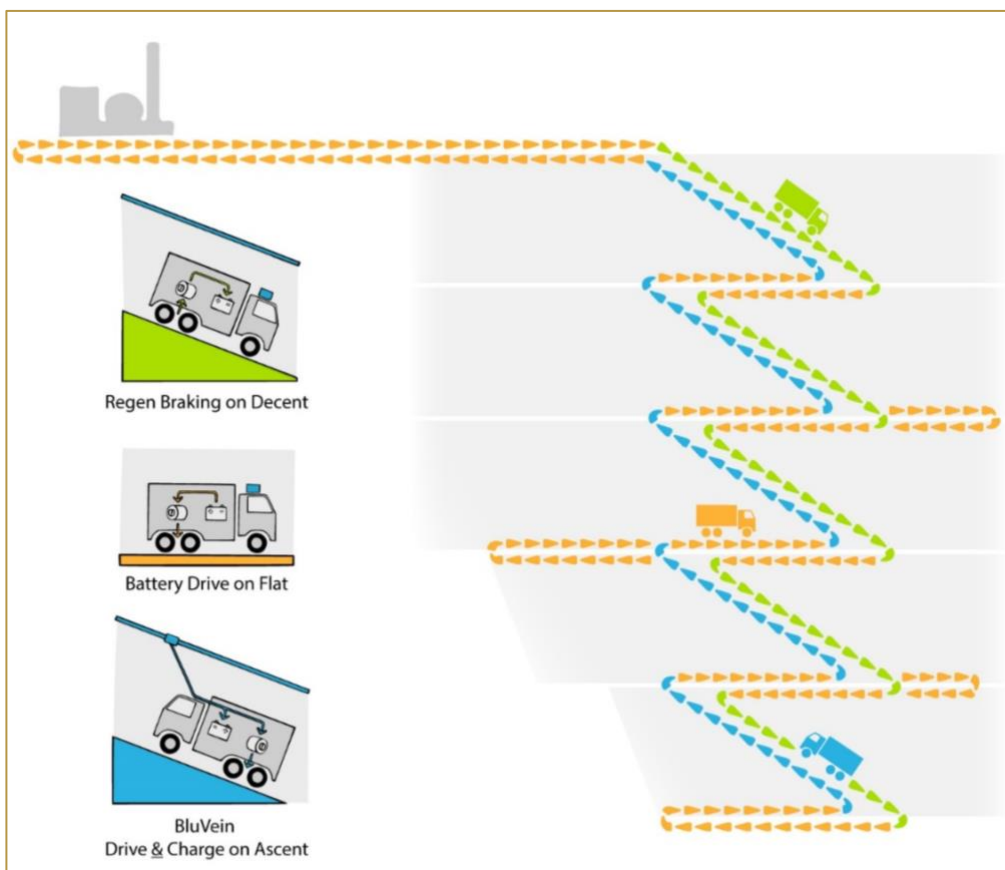 Regen Braking on Decent
Battery Drive on Flat
BluVein
Drive & Charge on Ascent